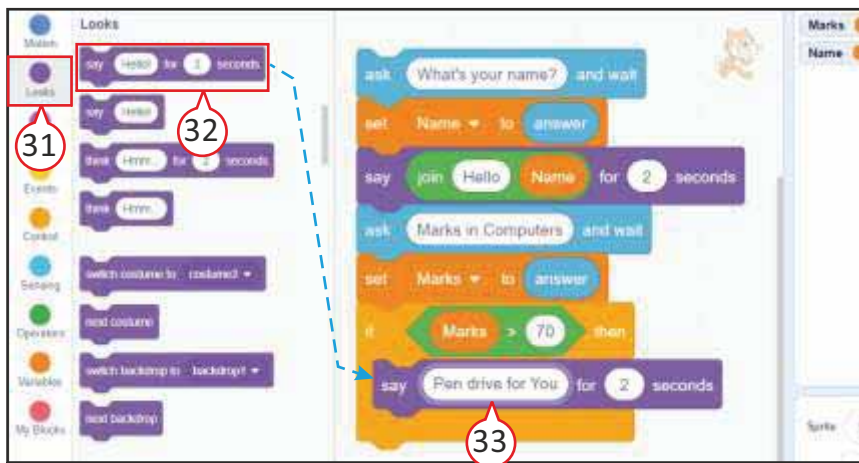 Looks
Motion
Looks
Events
Control
Sensing
Operators
Variables
My Blocks
say Hello! for seconds
say Hello!
think Hmm... for 2 seconds
think Hmm...
switch costume to costume2
next costume
switch backdrop to backdrop1
next backdrop
31
32
ask What's your name? and wait
set Name to answer
say join Hello Name for 2 seconds
ask Marks in Computers and wait
set Marks to answer
if Marks > 70 then
say Pen drive for You for 2 seconds
33
Marks
Name
Sprite